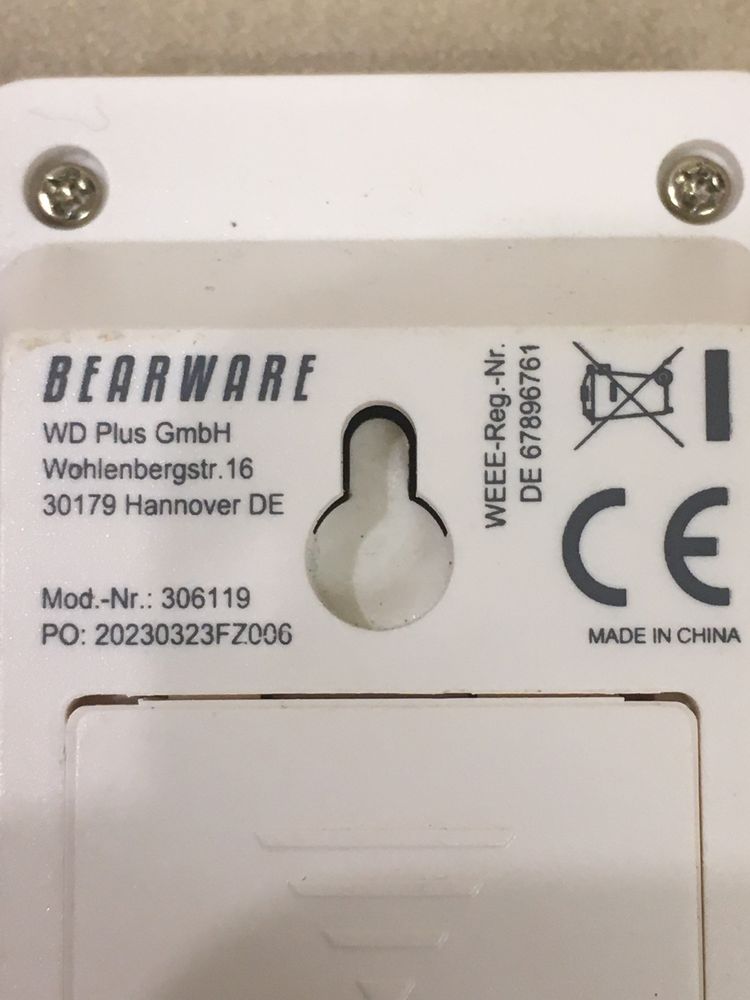 BEARWARE
WD Plus GmbH
Wohlenbergstr.16
30179 Hannover DE
Mod.-Nr.: 306119
PO: 20230323FZ006
WEEE-Reg.-Nr.
DE 67896761
CE
MADE IN CHINA